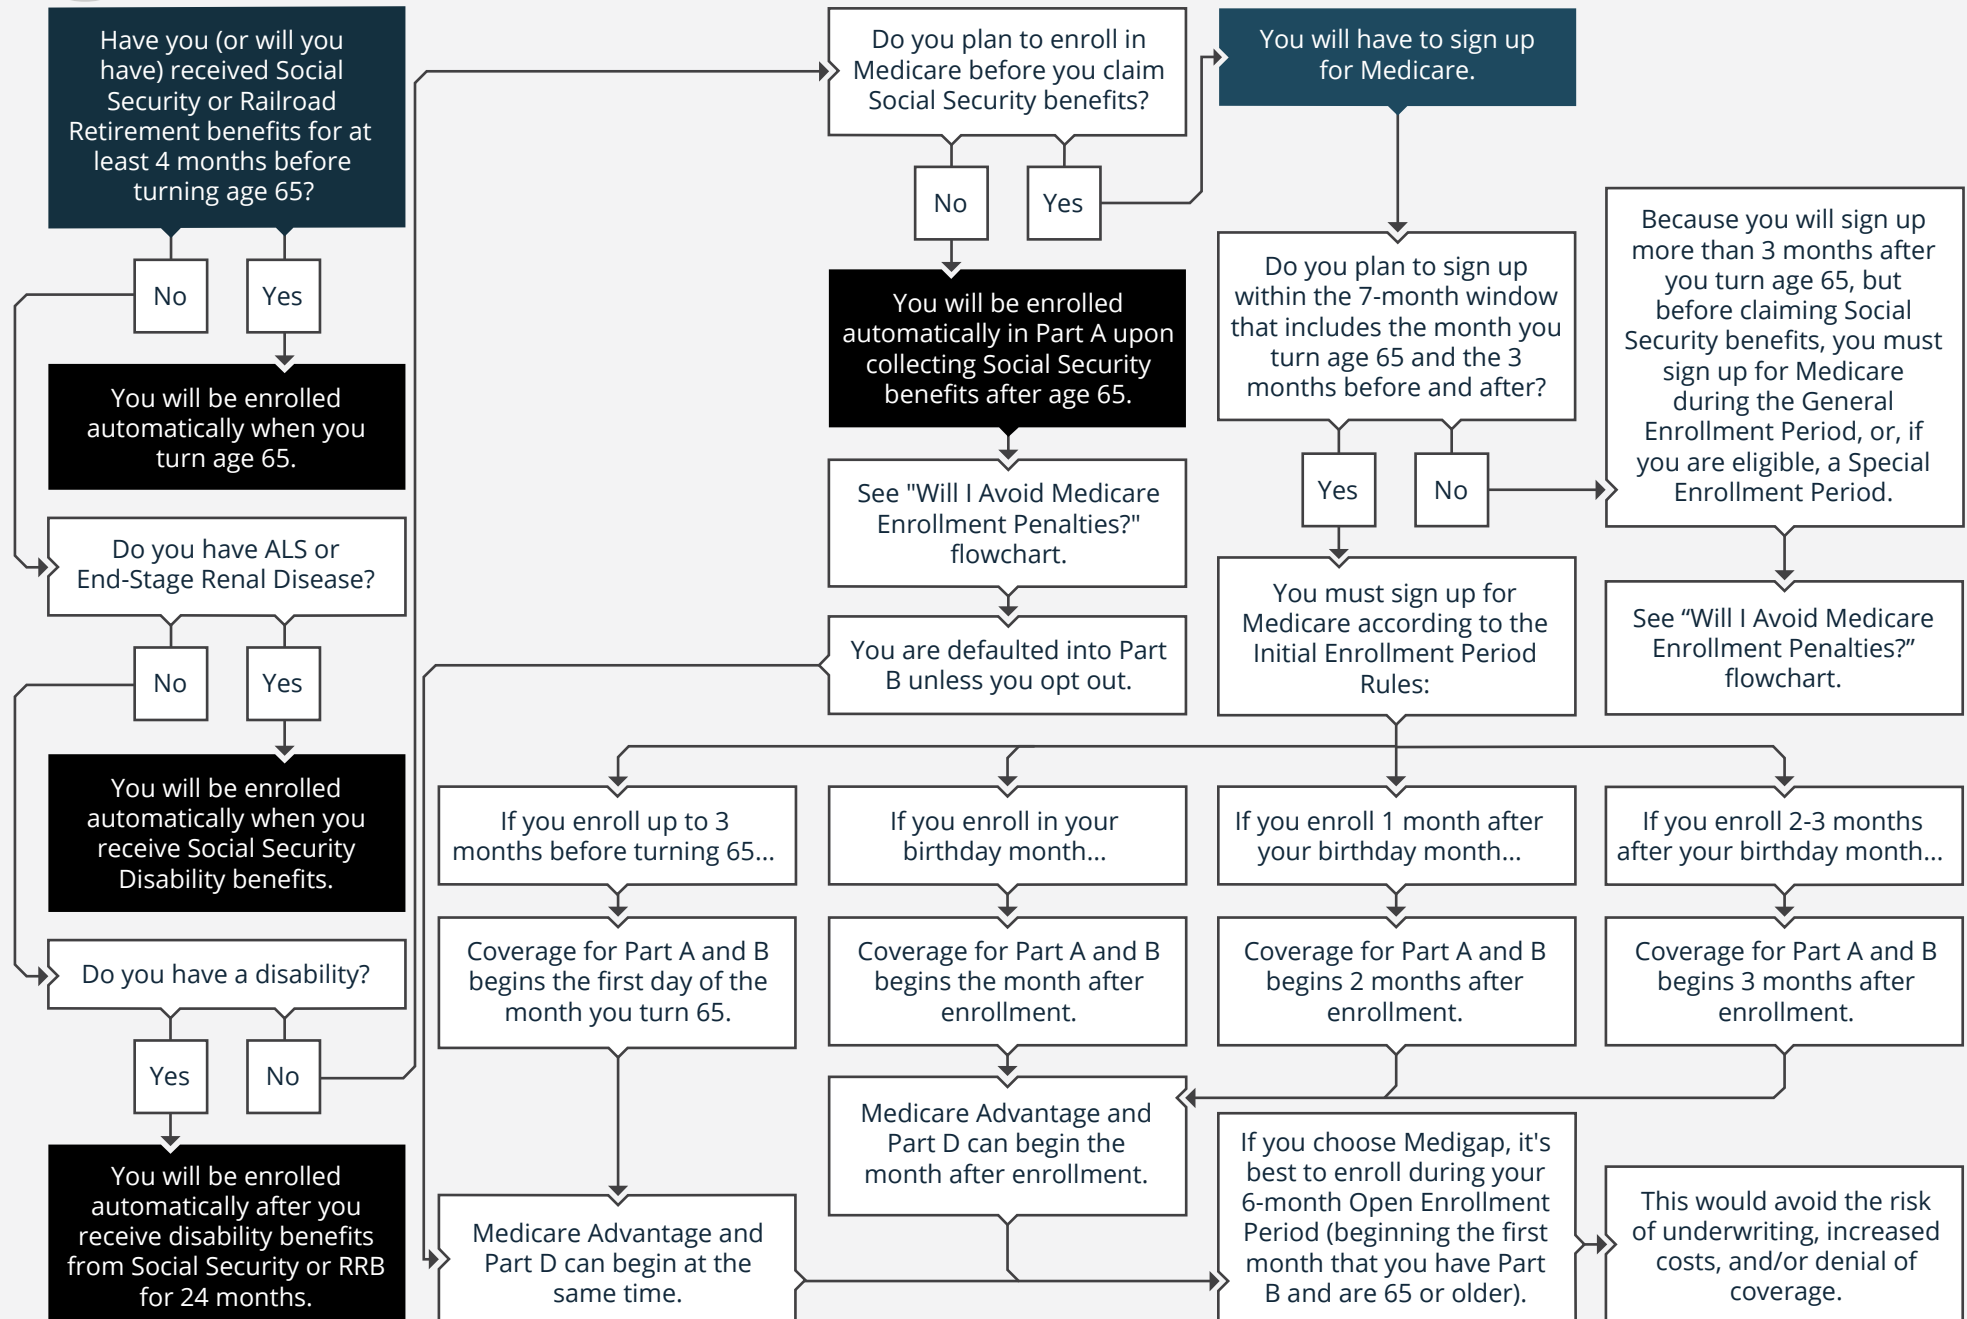 Have you (or will you
have) received Social
Security or Railroad
Retirement benefits for at
least 4 months before
turning age 65?
No
Yes
You will be enrolled
automatically when you
turn age 65.
Do you have ALS or
End-Stage Renal Disease?
No
Yes
You will be enrolled
automatically when you
receive Social Security
Disability benefits.
Do you have a disability?
Yes
No
You will be enrolled
automatically after you
receive disability benefits
from Social Security or RRB
for 24 months.
Do you plan to enroll in
Medicare before you claim
Social Security benefits?
No
Yes
You will be enrolled
automatically in Part A upon
collecting Social Security
benefits after age 65.
See "Will I Avoid Medicare
Enrollment Penalties?"
flowchart.
You are defaulted into Part
B unless you opt out.
You will have to sign up
for Medicare.
Do you plan to sign up
within the 7-month window
that includes the month you
turn age 65 and the 3
months before and after?
Yes
No
Because you will sign up
more than 3 months after
you turn age 65, but
before claiming Social
Security benefits, you must
sign up for Medicare
during the General
Enrollment Period, or, if
you are eligible, a Special
Enrollment Period.
See “Will I Avoid Medicare
Enrollment Penalties?”
flowchart.
You must sign up for
Medicare according to the
Initial Enrollment Period
Rules:
If you enroll up to 3
months before turning 65...
Coverage for Part A and B
begins the first day of the
month you turn 65.
Medicare Advantage and
Part D can begin at the
same time.
If you enroll in your
birthday month...
Coverage for Part A and B
begins the month after
enrollment.
Medicare Advantage and
Part D can begin the
month after enrollment.
If you enroll 1 month after
your birthday month...
Coverage for Part A and B
begins 2 months after
enrollment.
If you enroll 2-3 months
after your birthday month...
Coverage for Part A and B
begins 3 months after
enrollment.
If you choose Medigap, it's
best to enroll during your
6-month Open Enrollment
Period (beginning the first
month that you have Part
B and are 65 or older).
This would avoid the risk
of underwriting, increased
costs, and/or denial of
coverage.